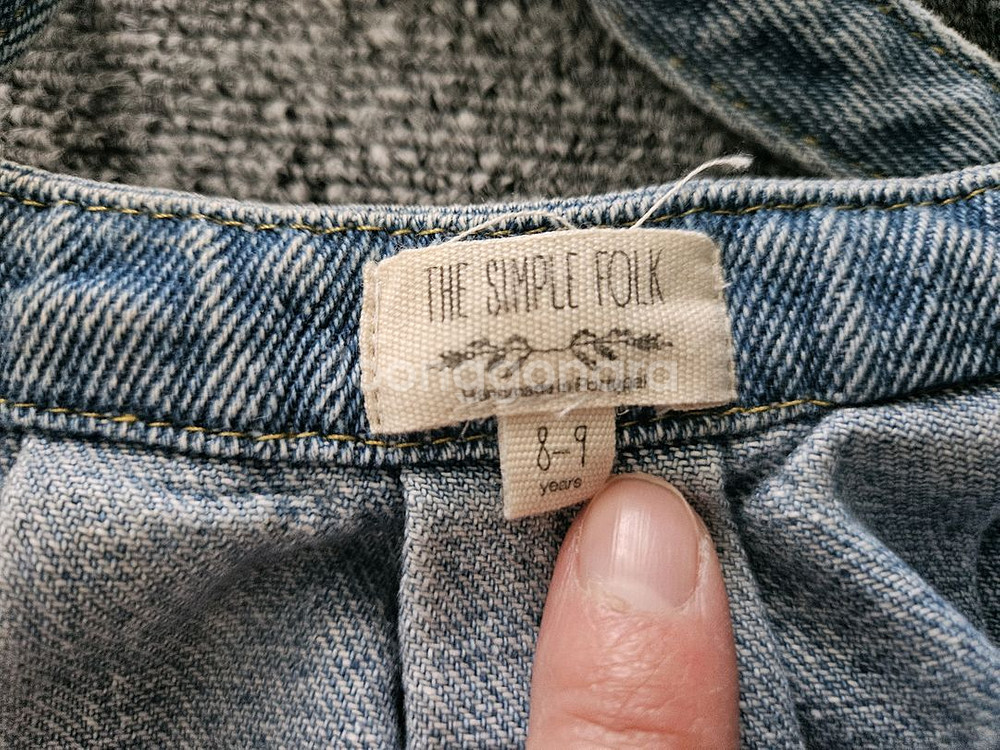 THE SIMPLE FOLK
Handmade in Portugal
8-9
years